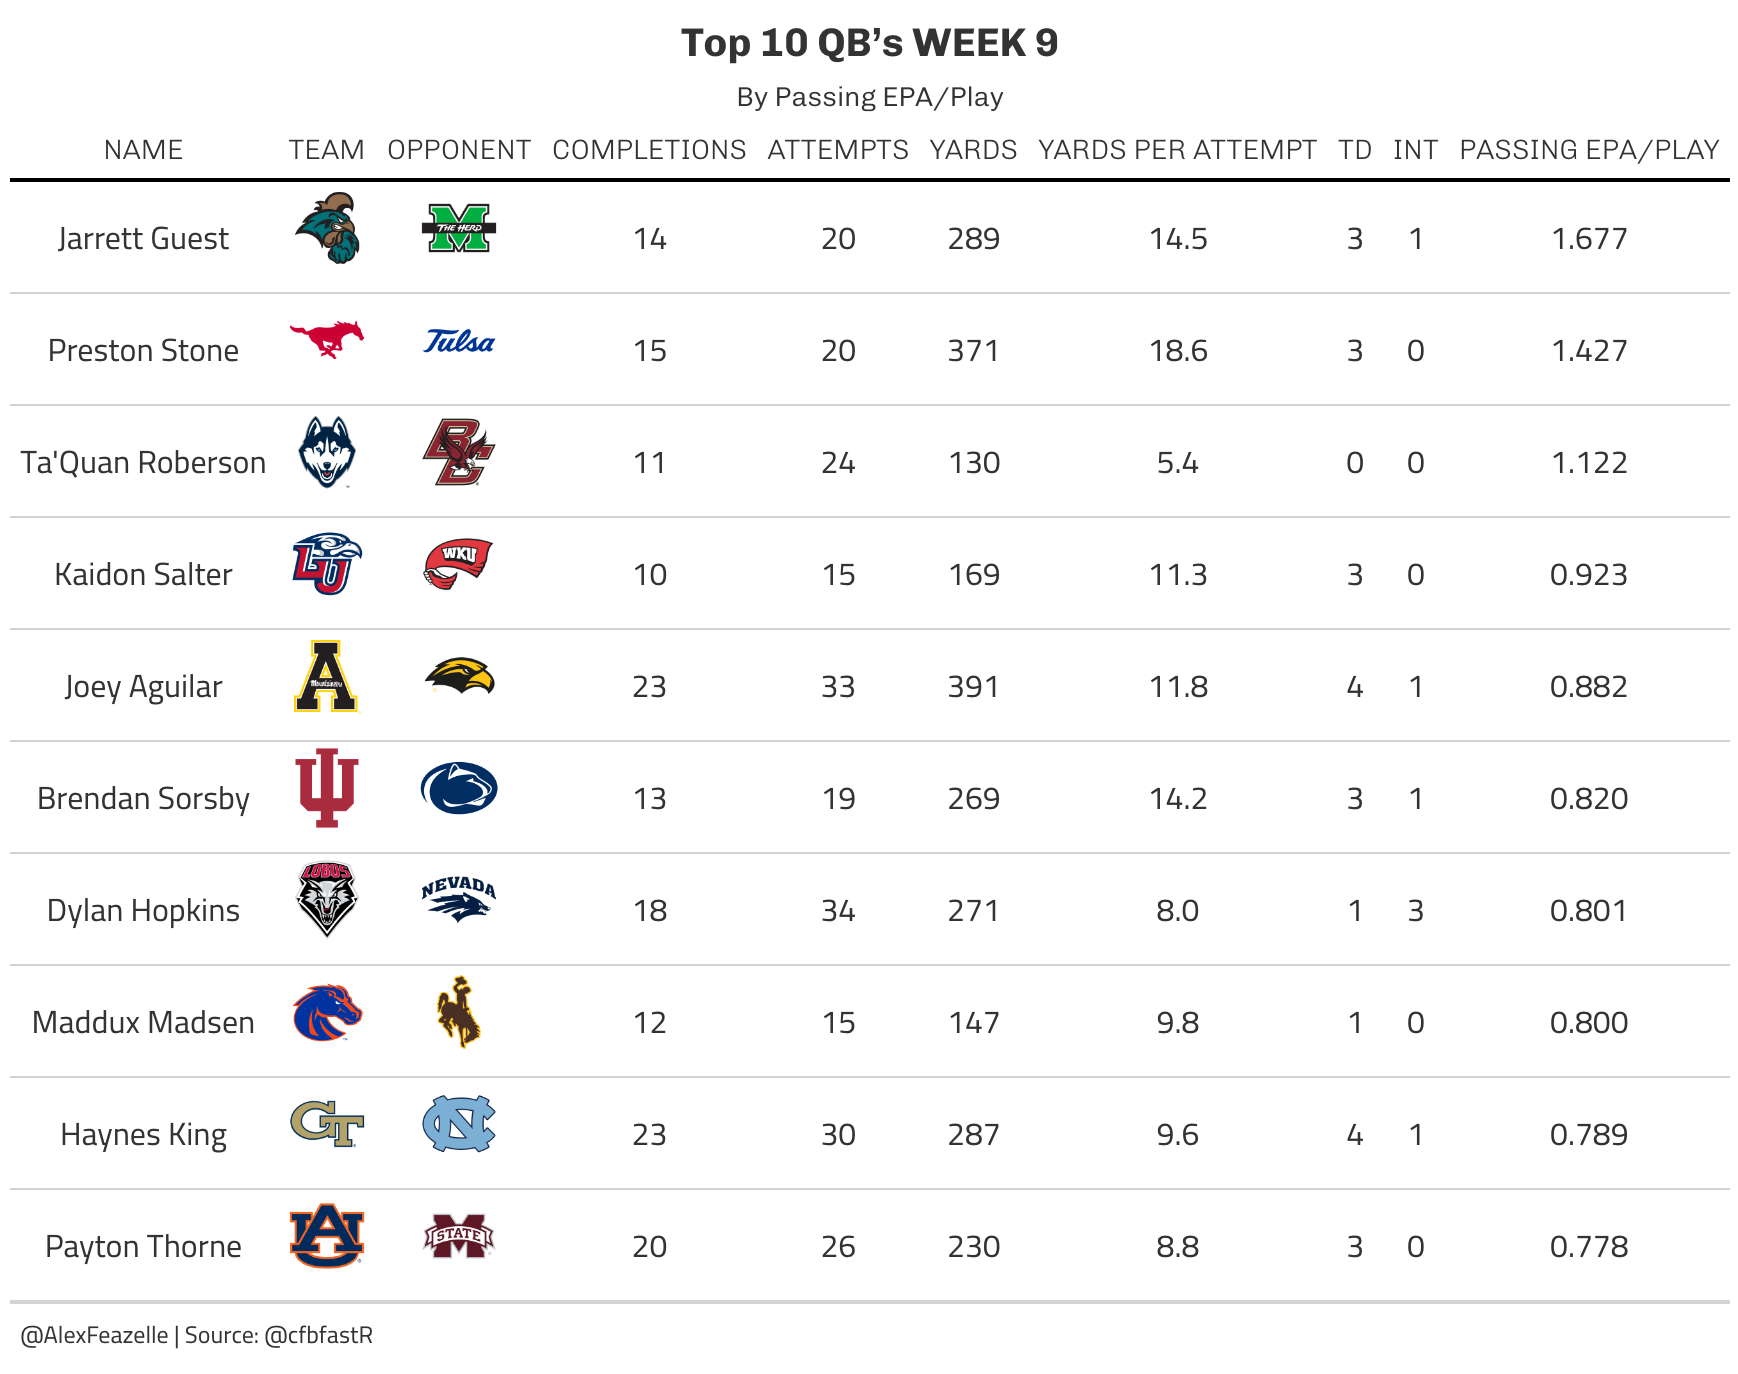 Top 10 QB’s WEEK 9
By Passing EPA/Play
NAME TEAM OPPONENT COMPLETIONS ATTEMPTS YARDS YARDS PER ATTEMPT TD INT PASSING EPA/PLAY
Jarrett Guest M THE HERD 14 20 289 14.5 3 1 1.677
Preston Stone Tulsa 15 20 371 18.6 3 0 1.427
Ta'Quan Roberson BC 11 24 130 5.4 0 0 1.122
Kaidon Salter LU WKU 10 15 169 11.3 3 0 0.923
Joey Aguilar A Mountaineers 23 33 391 11.8 4 1 0.882
Brendan Sorsby IU 13 19 269 14.2 3 1 0.820
Dylan Hopkins LOBOS NEVADA 18 34 271 8.0 1 3 0.801
Maddux Madsen 12 15 147 9.8 1 0 0.800
Haynes King GT NC 23 30 287 9.6 4 1 0.789
Payton Thorne AU M STATE 20 26 230 8.8 3 0 0.778
@AlexFeazelle | Source: @cfbfastR